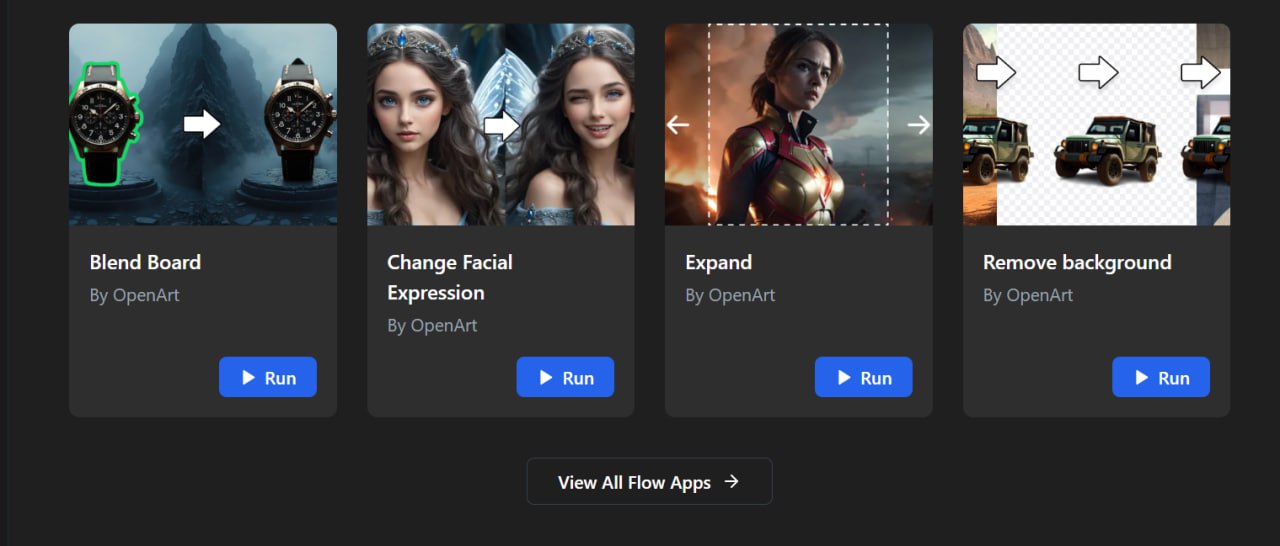 Blend Board
By OpenArt
Run
Change Facial
Expression
By OpenArt
Run
Expand
By OpenArt
Run
Remove background
By OpenArt
Run
View All Flow Apps